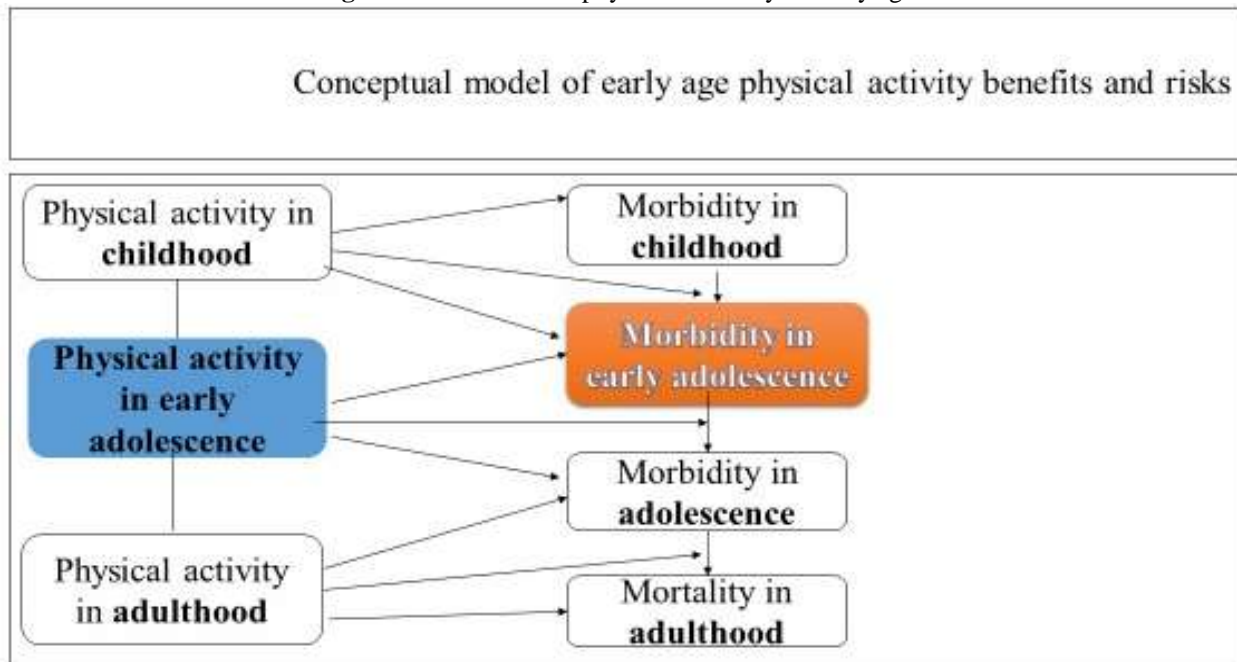 Conceptual model of early age physical activity benefits and risks
Physical activity in
childhood
Morbidity in
childhood
Physical activity
in early
adolescence
Morbidity in
early adolescence
Morbidity in
adolescence
Physical activity
in adulthood
Mortality in
adulthood